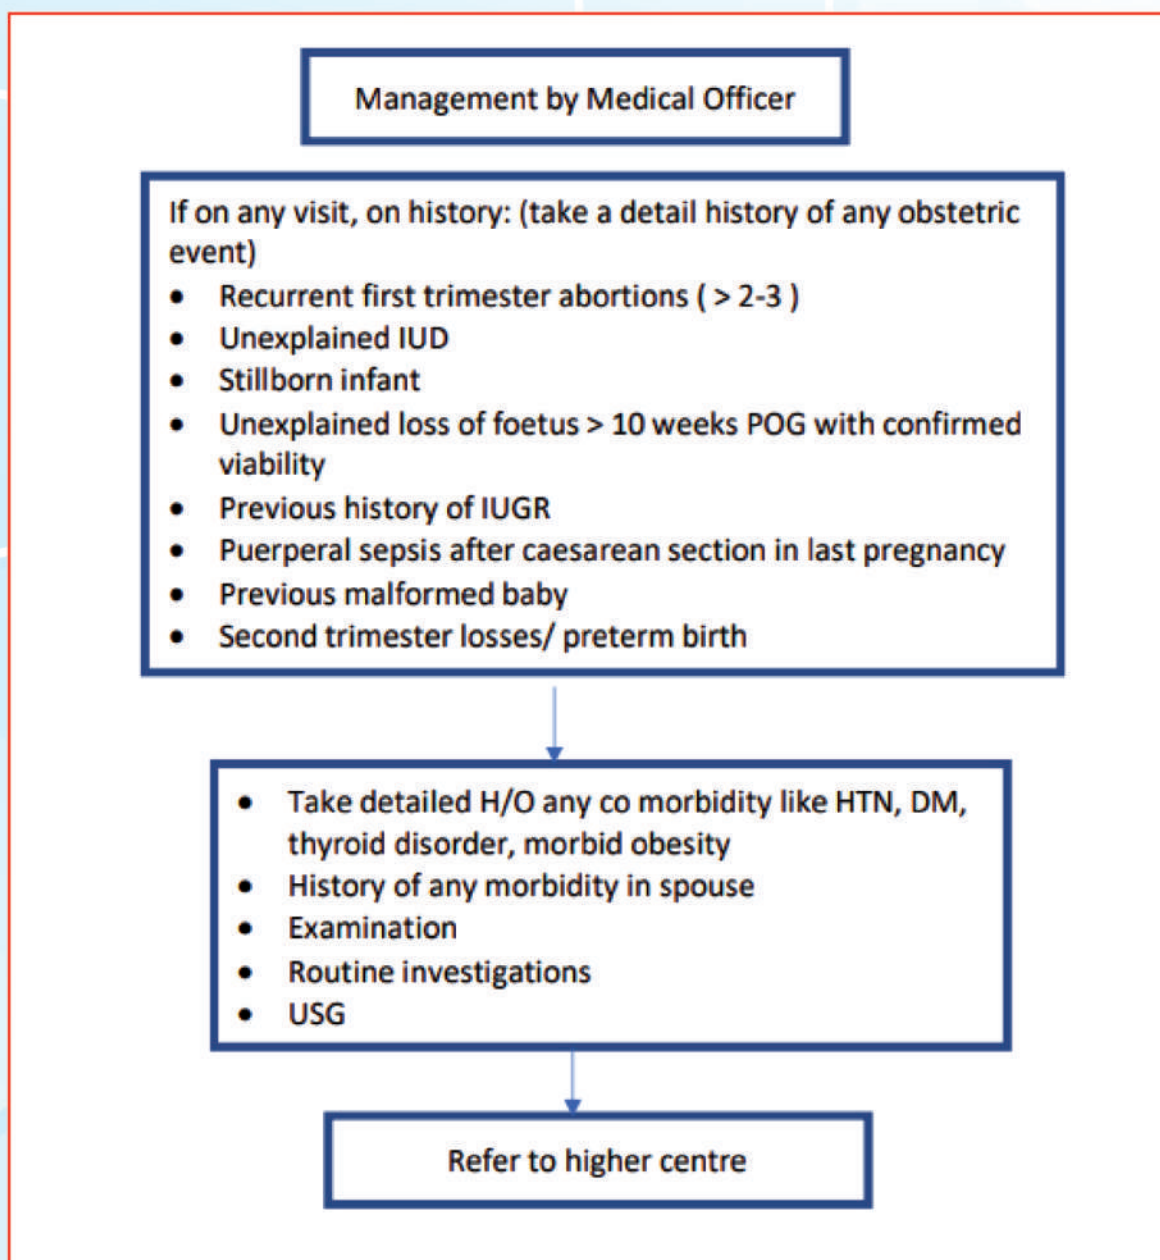 Management by Medical Officer
If on any visit, on history: (take a detail history of any obstetric
event)
• Recurrent first trimester abortions ( > 2-3 )
• Unexplained IUD
• Stillborn infant
• Unexplained loss of foetus > 10 weeks POG with confirmed
viability
• Previous history of IUGR
• Puerperal sepsis after caesarean section in last pregnancy
• Previous malformed baby
• Second trimester losses/ preterm birth
• Take detailed H/O any co morbidity like HTN, DM,
thyroid disorder, morbid obesity
• History of any morbidity in spouse
• Examination
• Routine investigations
• USG
Refer to higher centre